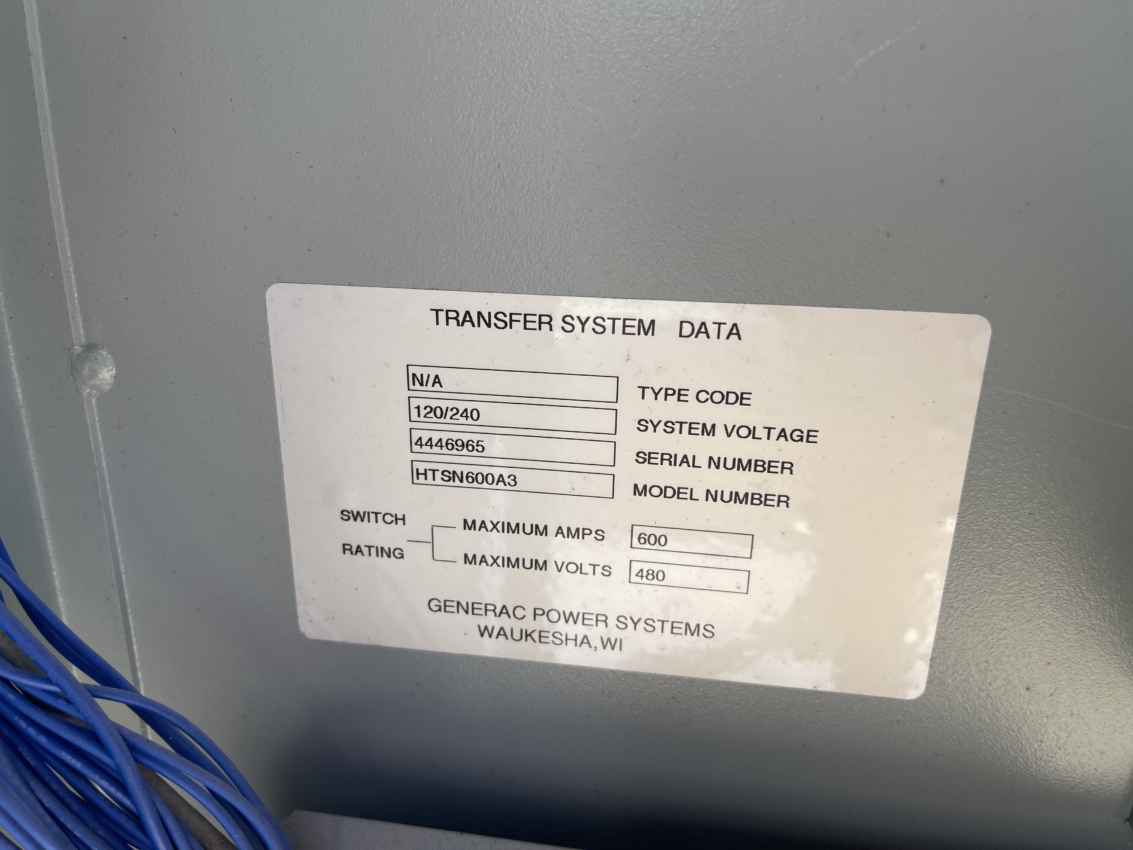 TRANSFER SYSTEM DATA
N/A TYPE CODE
120/240 SYSTEM VOLTAGE
4446965 SERIAL NUMBER
HTSN600A3 MODEL NUMBER
SWITCH RATING
MAXIMUM AMPS 600
MAXIMUM VOLTS 480
GENERAC POWER SYSTEMS
WAUKESHA,WI